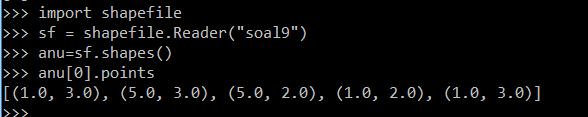 >>> import shapefile
>>> sf = shapefile.Reader("soal9")
>>> anu=sf.shapes()
>>> anu[0].points
[(1.0, 3.0), (5.0, 3.0), (5.0, 2.0), (1.0, 2.0), (1.0, 3.0)]
>>>